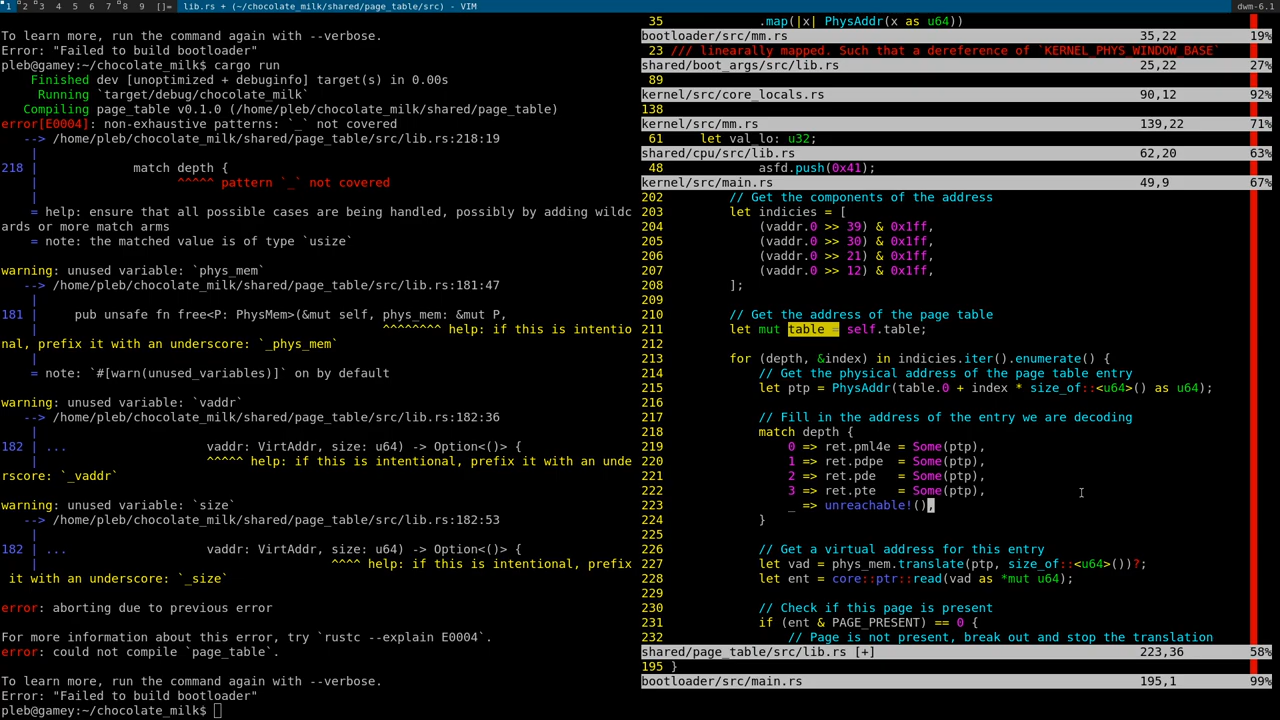 1 2 3 4 5 6 7 8 9 []= lib.rs + (~/chocolate_milk/shared/page_table/src) - VIM dwm-6.1
To learn more, run the command again with --verbose.
Error: "Failed to build bootloader"
pleb@gamey:~/chocolate_milk$ cargo run
Finished dev [unoptimized + debuginfo] target(s) in 0.00s
Running `target/debug/chocolate_milk`
Compiling page_table v0.1.0 (/home/pleb/chocolate_milk/shared/page_table)
error[E0004]: non-exhaustive patterns: `_` not covered
--> /home/pleb/chocolate_milk/shared/page_table/src/lib.rs:218:19
|
218 | match depth {
| ^^^^^ pattern `_` not covered
|
= help: ensure that all possible cases are being handled, possibly by adding wildc
ards or more match arms
= note: the matched value is of type `usize`
warning: unused variable: `phys_mem`
--> /home/pleb/chocolate_milk/shared/page_table/src/lib.rs:181:47
|
181 | pub unsafe fn free<P: PhysMem>(&mut self, phys_mem: &mut P,
| ^^^^^^^^ help: if this is intentio
nal, prefix it with an underscore: `_phys_mem`
|
= note: `#[warn(unused_variables)]` on by default
warning: unused variable: `vaddr`
--> /home/pleb/chocolate_milk/shared/page_table/src/lib.rs:182:36
|
182 | ... vaddr: VirtAddr, size: u64) -> Option<()> {
| ^^^^^ help: if this is intentional, prefix it with an unde
rscore: `_vaddr`
warning: unused variable: `size`
--> /home/pleb/chocolate_milk/shared/page_table/src/lib.rs:182:53
|
182 | ... vaddr: VirtAddr, size: u64) -> Option<()> {
| ^^^^ help: if this is intentional, prefix
it with an underscore: `_size`
error: aborting due to previous error
For more information about this error, try `rustc --explain E0004`.
error: could not compile `page_table`.
To learn more, run the command again with --verbose.
Error: "Failed to build bootloader"
pleb@gamey:~/chocolate_milk$
35 .map(|x| PhysAddr(x as u64))
bootloader/src/mm.rs 35,22 19%
23 /// linearally mapped. Such that a dereference of `KERNEL_PHYS_WINDOW_BASE`
shared/boot_args/src/lib.rs 25,22 27%
89
kernel/src/core_locals.rs 90,12 92%
138
kernel/src/mm.rs 139,22 71%
61 let val_lo: u32;
shared/cpu/src/lib.rs 62,20 63%
48 asfd.push(0x41);
kernel/src/main.rs 49,9 67%
202 // Get the components of the address
203 let indicies = [
204 (vaddr.0 >> 39) & 0x1ff,
205 (vaddr.0 >> 30) & 0x1ff,
206 (vaddr.0 >> 21) & 0x1ff,
207 (vaddr.0 >> 12) & 0x1ff,
208 ];
209
210 // Get the address of the page table
211 let mut table = self.table;
212
213 for (depth, &index) in indicies.iter().enumerate() {
214 // Get the physical address of the page table entry
215 let ptp = PhysAddr(table.0 + index * size_of::<u64>() as u64);
216
217 // Fill in the address of the entry we are decoding
218 match depth {
219 0 => ret.pml4e = Some(ptp),
220 1 => ret.pdpe = Some(ptp),
221 2 => ret.pde = Some(ptp),
222 3 => ret.pte = Some(ptp),
223 _ => unreachable!(),
224 }
225
226 // Get a virtual address for this entry
227 let vad = phys_mem.translate(ptp, size_of::<u64>())?;
228 let ent = core::ptr::read(vad as *mut u64);
229
230 // Check if this page is present
231 if (ent & PAGE_PRESENT) == 0 {
232 // Page is not present, break out and stop the translation
shared/page_table/src/lib.rs [+] 223,36 58%
195 }
bootloader/src/main.rs 195,1 99%